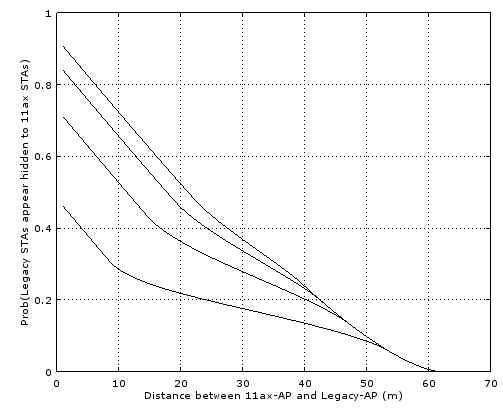 1
0.8
0.6
0.4
0.2
0
0 10 20 30 40 50 60 70
Prob(Legacy STAs appear hidden to 11ax STAs)
Distance between 11ax-AP and Legacy-AP (m)